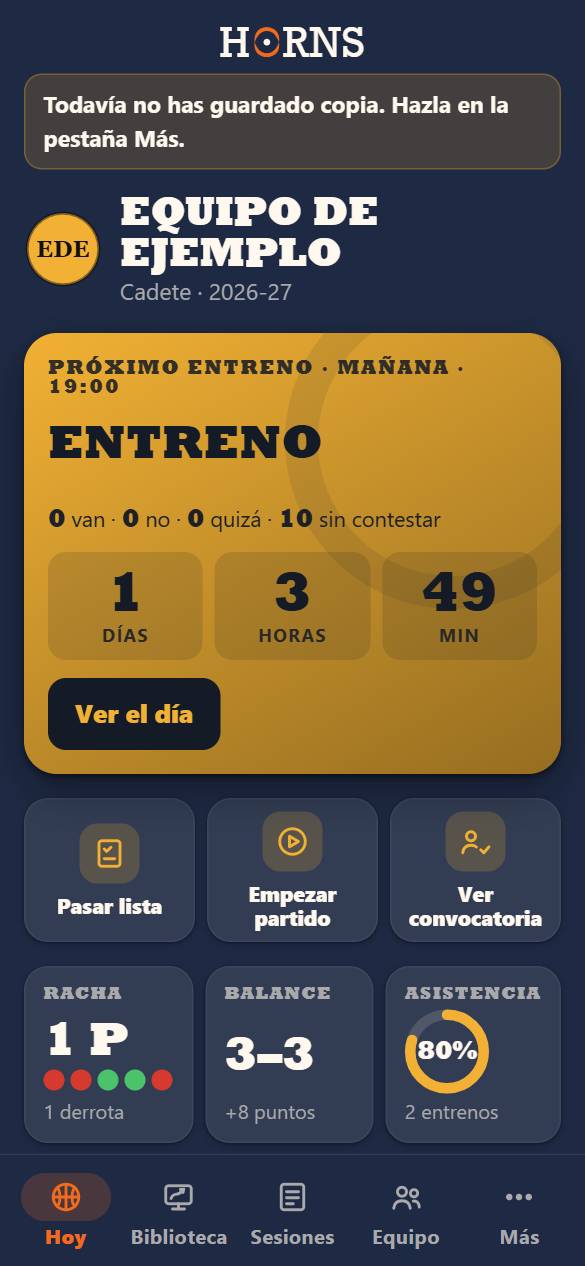 HORNS
Todavía no has guardado copia. Hazla en la
pestaña Más.
EDE
EQUIPO DE
EJEMPLO
Cadete · 2026-27
PRÓXIMO ENTRENO · MAÑANA ·
19:00
ENTRENO
0 van · 0 no · 0 quizá · 10 sin contestar
1 3 49
DÍAS HORAS MIN
Ver el día
Pasar lista
Empezar
partido
Ver
convocatoria
RACHA
1 P
1 derrota
BALANCE
3–3
+8 puntos
ASISTENCIA
80%
2 entrenos
Hoy Biblioteca Sesiones Equipo Más